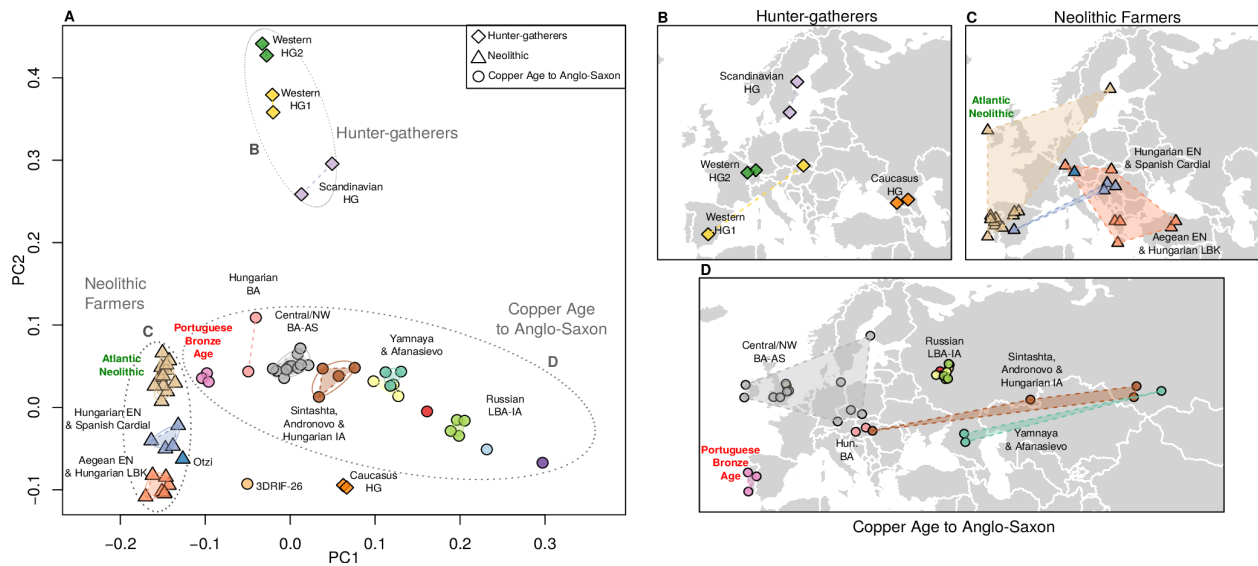 A
0.4
0.3
0.2
0.1
0.0
−0.1
PC2
−0.2
−0.1
0.0
0.1
0.2
0.3
PC1
Hunter-gatherers
Neolithic
Copper Age to Anglo-Saxon
Western
HG2
Western
HG1
Hunter-gatherers
B
Scandinavian
HG
Neolithic
Farmers
C
Hungarian
BA
Portuguese
Bronze
Age
Central/NW
BA-AS
Copper Age
to Anglo-Saxon
D
Yamnaya
& Afanasievo
Atlantic
Neolithic
Hungarian EN
& Spanish Cardial
Sintashta,
Andronovo &
Hungarian IA
Russian
LBA-IA
Aegean EN
& Hungarian LBK
Otzi
3DRIF-26
Caucasus
HG
B
Hunter-gatherers
Scandinavian
HG
Western
HG2
Caucasus
HG
Western
HG1
C
Neolithic Farmers
Atlantic
Neolithic
Hungarian EN
& Spanish Cardial
Aegean EN
& Hungarian LBK
D
Central/NW
BA-AS
Russian
LBA-IA
Sintashta,
Andronovo &
Hungarian IA
Hun.
BA
Yamnaya
& Afanasievo
Portuguese
Bronze
Age
Copper Age to Anglo-Saxon